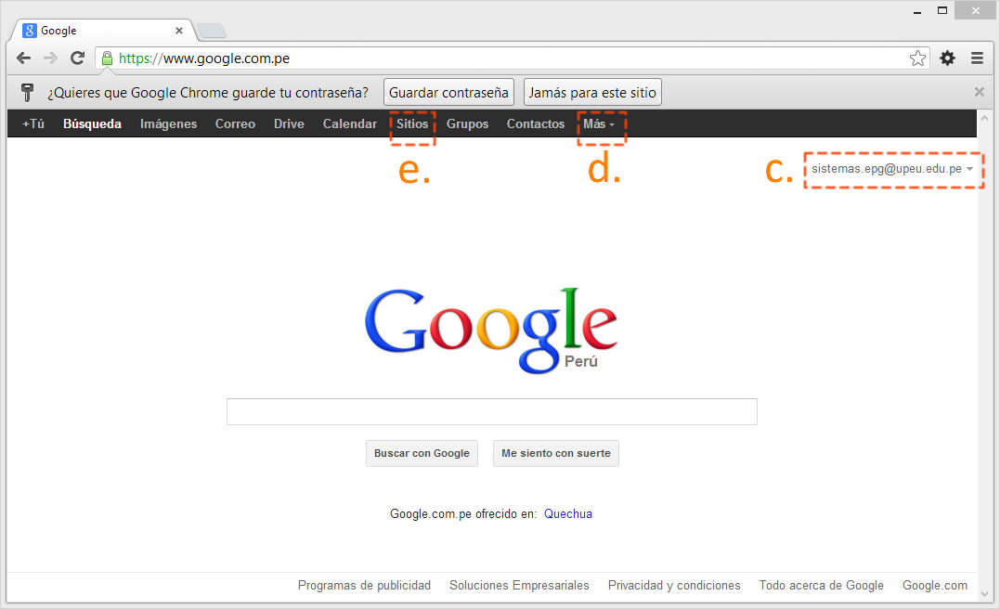 Google
https://www.google.com.pe
¿Quieres que Google Chrome guarde tu contraseña? Guardar contraseña Jamás para este sitio
+Tú Búsqueda Imágenes Correo Drive Calendar Sitios Grupos Contactos Más
e. d. c. sistemas.epg@upeu.edu.pe
Google
Perú
Buscar con Google Me siento con suerte
Google.com.pe ofrecido en: Quechua
Programas de publicidad Soluciones Empresariales Privacidad y condiciones Todo acerca de Google Google.com